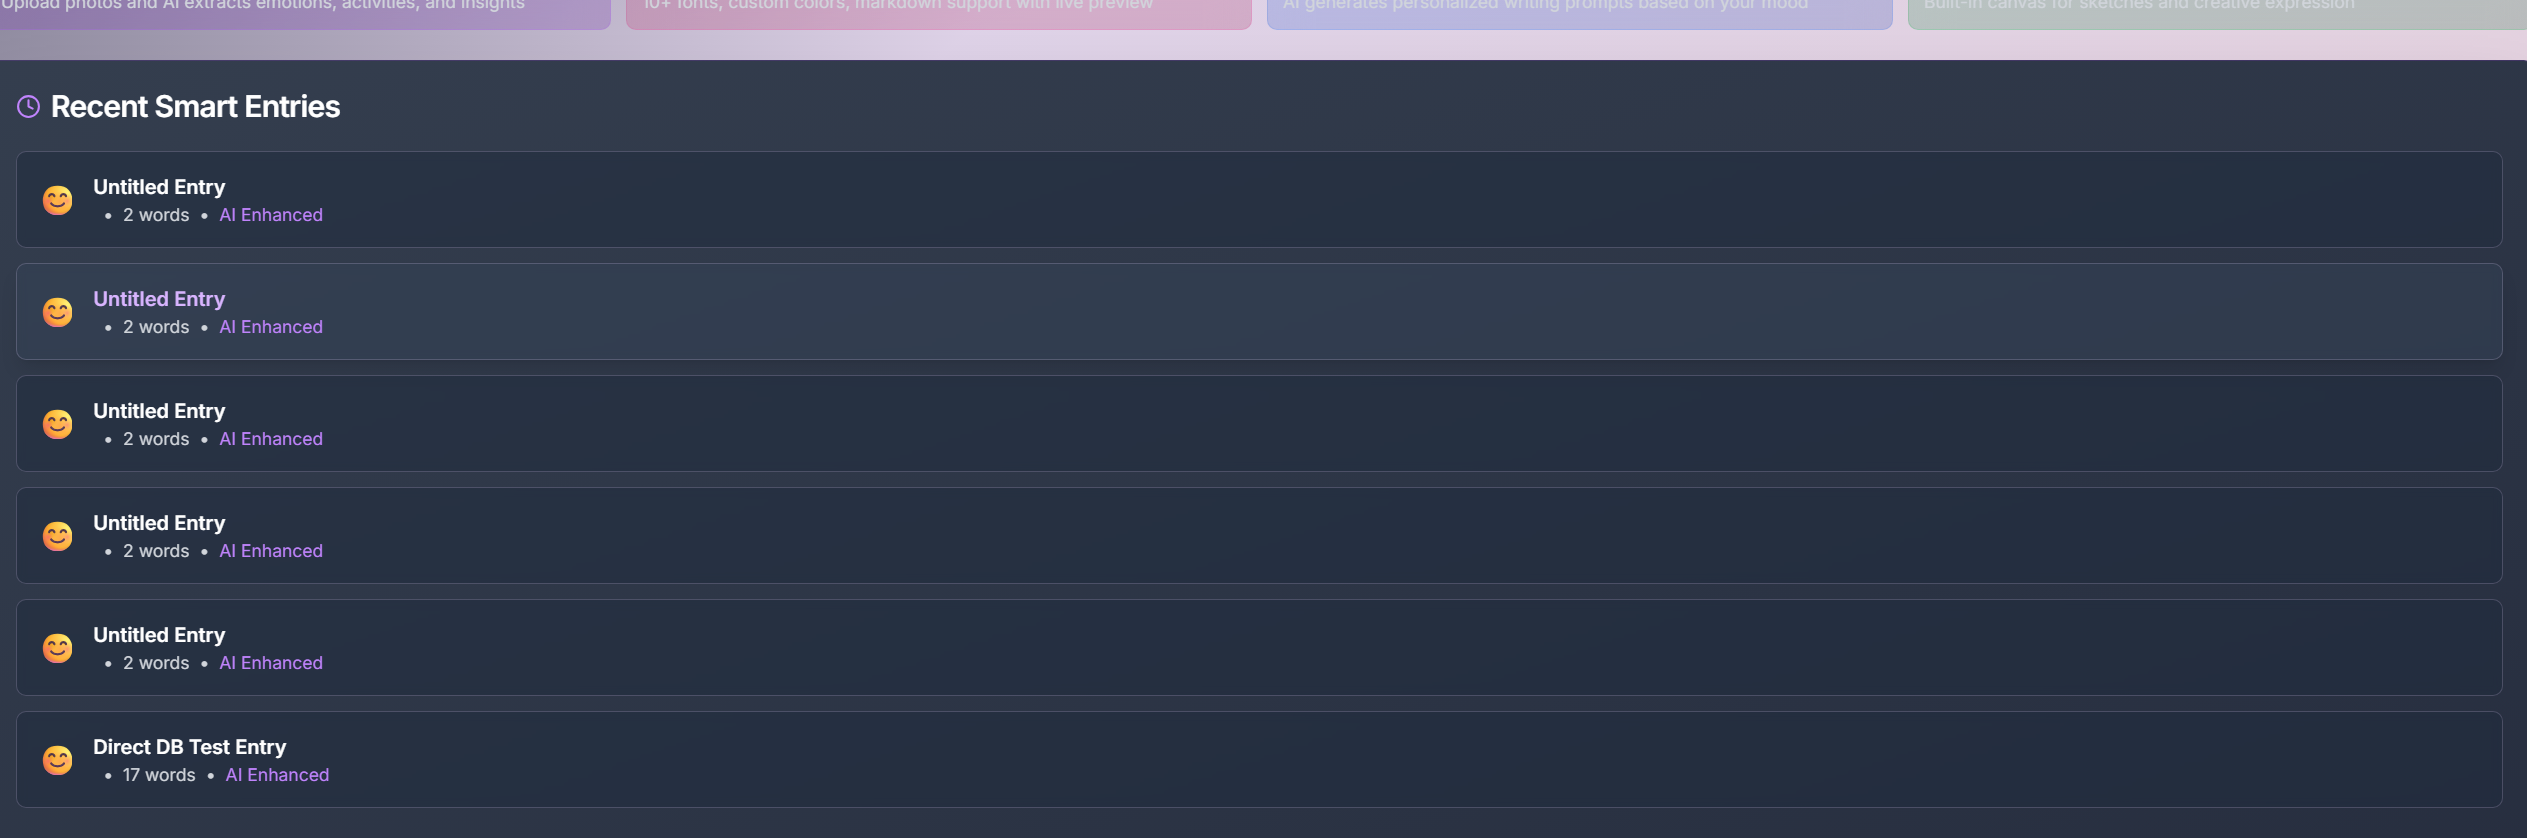 Upload photos and AI extracts emotions, activities, and insights
10+ fonts, custom colors, markdown support with live preview
AI generates personalized writing prompts based on your mood
Built-in canvas for sketches and creative expression
Recent Smart Entries
Untitled Entry
• 2 words • AI Enhanced
Untitled Entry
• 2 words • AI Enhanced
Untitled Entry
• 2 words • AI Enhanced
Untitled Entry
• 2 words • AI Enhanced
Untitled Entry
• 2 words • AI Enhanced
Direct DB Test Entry
• 17 words • AI Enhanced